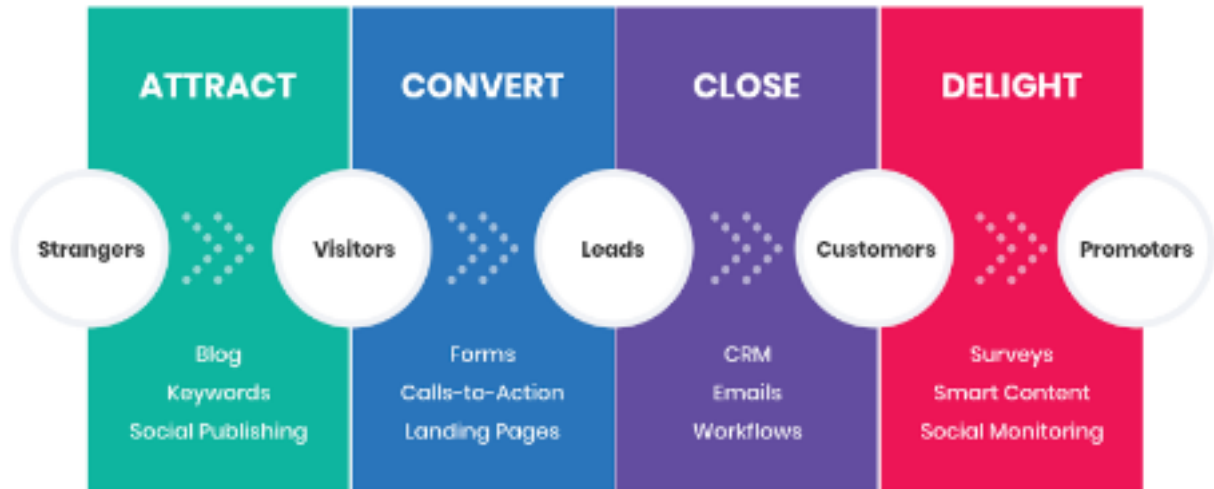 ATTRACT
CONVERT
CLOSE
DELIGHT
Strangers
Visitors
Leads
Customers
Promoters
Blog
Keywords
Social Publishing
Forms
Calls-to-Action
Landing Pages
CRM
Emails
Workflows
Surveys
Smart Content
Social Monitoring